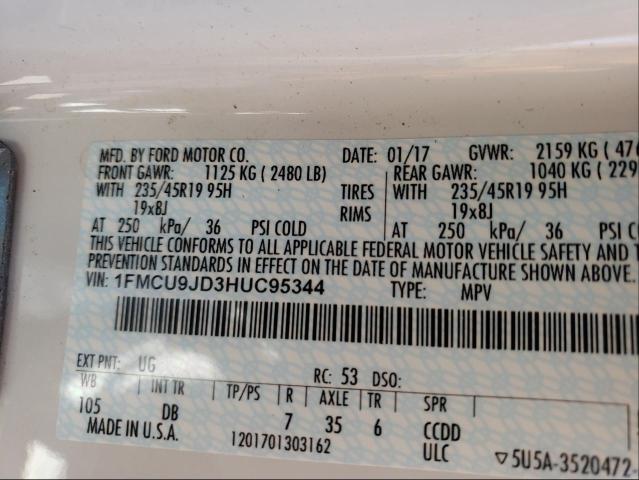 MFD. BY FORD MOTOR CO. DATE: 01/17 GVWR: 2159 KG ( 476
FRONT GAWR: 1125 KG ( 2480 LB) REAR GAWR: 1040 KG ( 229
WITH 235/45R19 95H TIRES WITH 235/45R19 95H
19x8J RIMS 19x8J
AT 250 kPa/ 36 PSI COLD AT 250 kPa/ 36 PSI COL
THIS VEHICLE CONFORMS TO ALL APPLICABLE FEDERAL MOTOR VEHICLE SAFETY AND T
PREVENTION STANDARDS IN EFFECT ON THE DATE OF MANUFACTURE SHOWN ABOVE.
VIN: 1FMCU9JD3HUC95344 TYPE: MPV
EXT PNT: UG RC: 53 DSO:
WB INT TR TP/PS R AXLE TR SPR
105 DB 7 35 6 CCDD
MADE IN U.S.A. 1201701303162 ULC ▽5U5A-3520472-